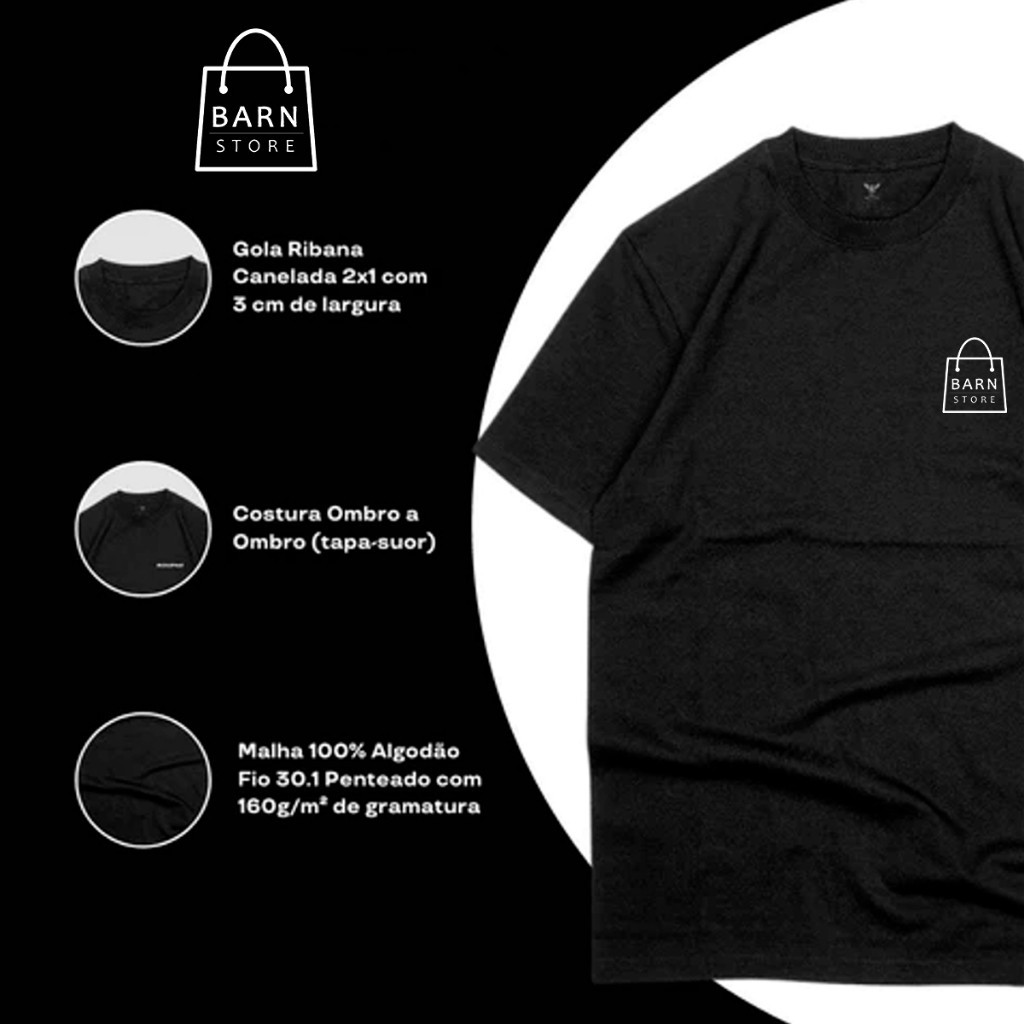 BARN
STORE
Gola Ribana
Canelada 2x1 com
3 cm de largura
BARN
STORE
Costura Ombro a
Ombro (tapa-suor)
Malha 100% Algodão
Fio 30.1 Penteado com
160g/m² de gramatura